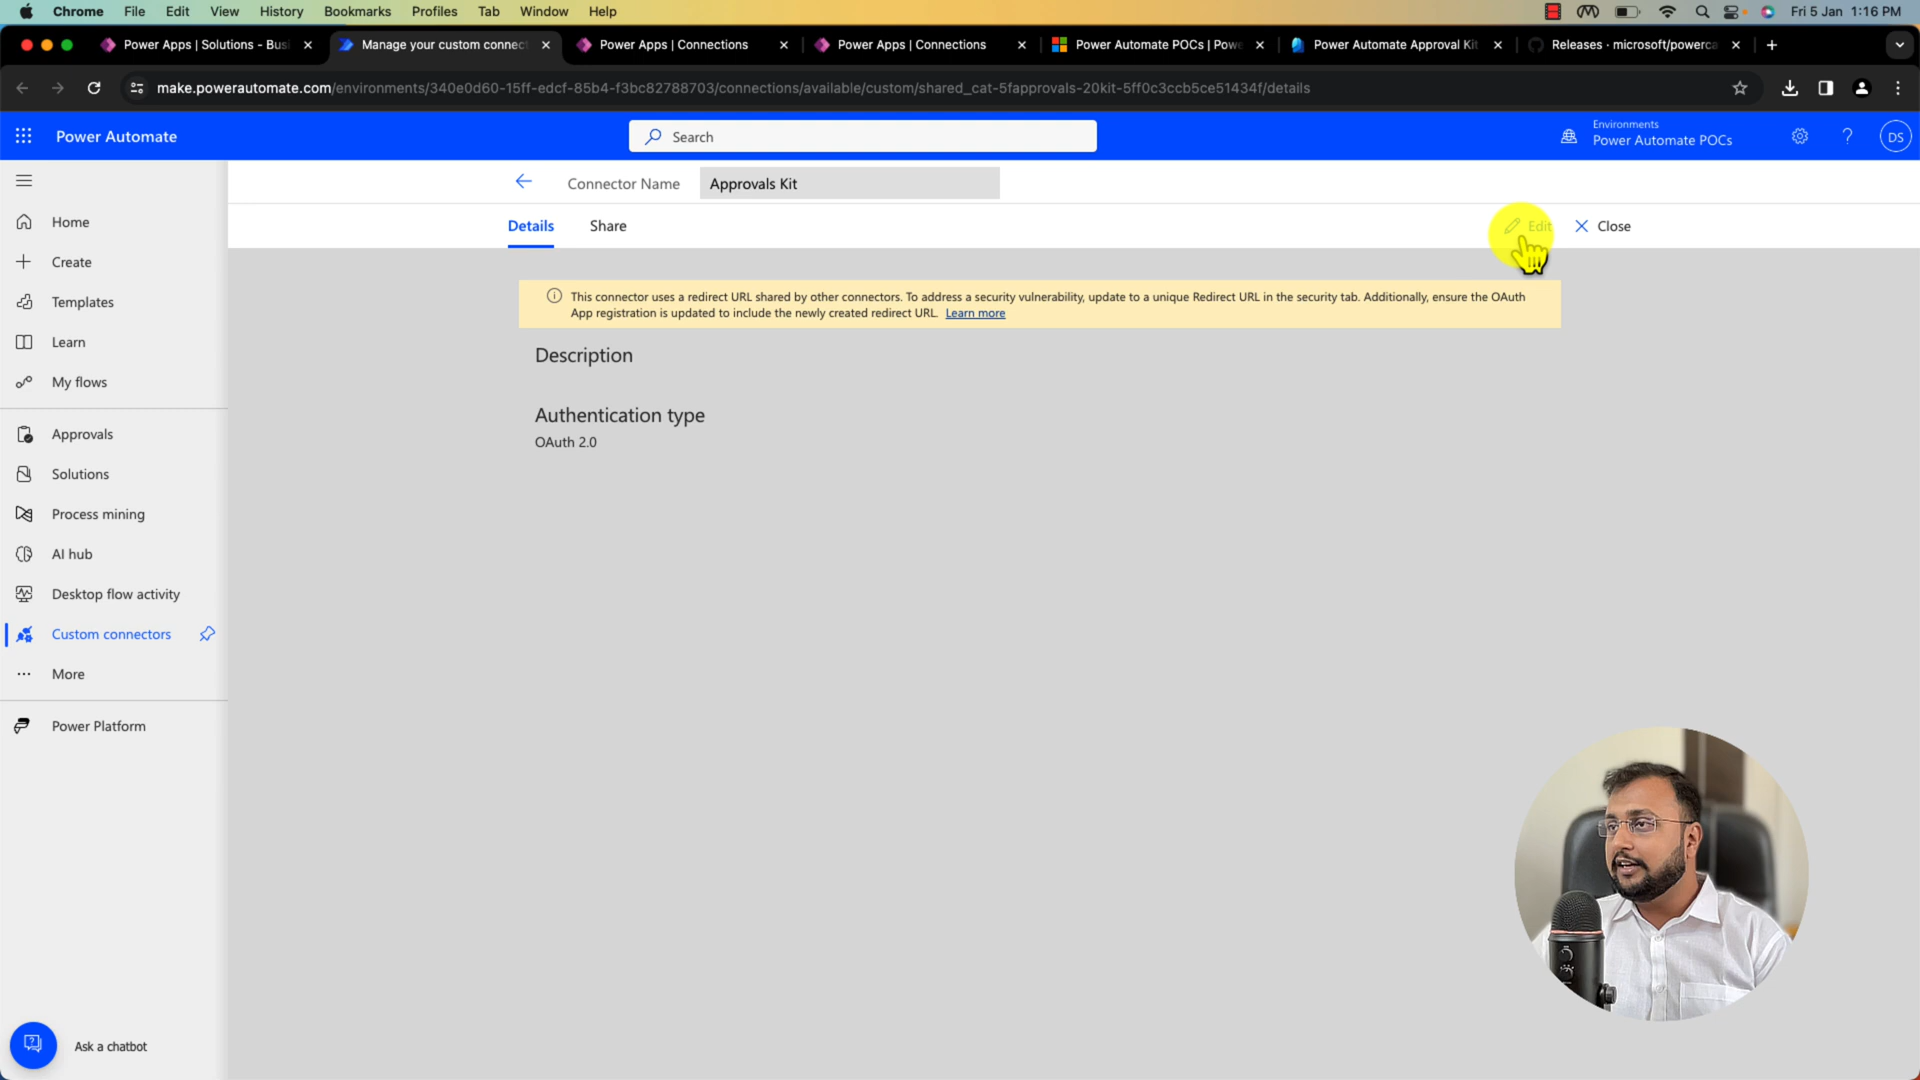 Chrome File Edit View History Bookmarks Profiles Tab Window Help Fri 5 Jan 1:16 PM
Power Apps | Solutions - Busi Manage your custom connect Power Apps | Connections Power Apps | Connections Power Automate POCs | Powe Power Automate Approval Kit Releases · microsoft/powerca
make.powerautomate.com/environments/340e0d60-15ff-edcf-85b4-f3bc82788703/connections/available/custom/shared_cat-5fapprovals-20kit-5ff0c3ccb5ce51434f/details
Power Automate Search Environments
Power Automate POCs DS
Connector Name Approvals Kit
Details Share Edit Close
Home
Create
Templates
Learn
My flows
Approvals
Solutions
Process mining
AI hub
Desktop flow activity
Custom connectors
More
Power Platform
Ask a chatbot
This connector uses a redirect URL shared by other connectors. To address a security vulnerability, update to a unique Redirect URL in the security tab. Additionally, ensure the OAuth
App registration is updated to include the newly created redirect URL. Learn more
Description
Authentication type
OAuth 2.0